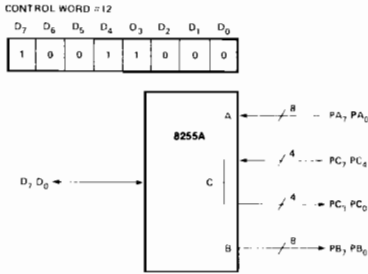 CONTROL WORD #12
D7 D6 D5 D4 D3 D2 D1 D0
1 0 0 1 1 0 0 0
8255A
A
8
PA7 PA0
4
PC7 PC4
D7 D0
C
4
PC3 PC0
B
8
PB7 PB0